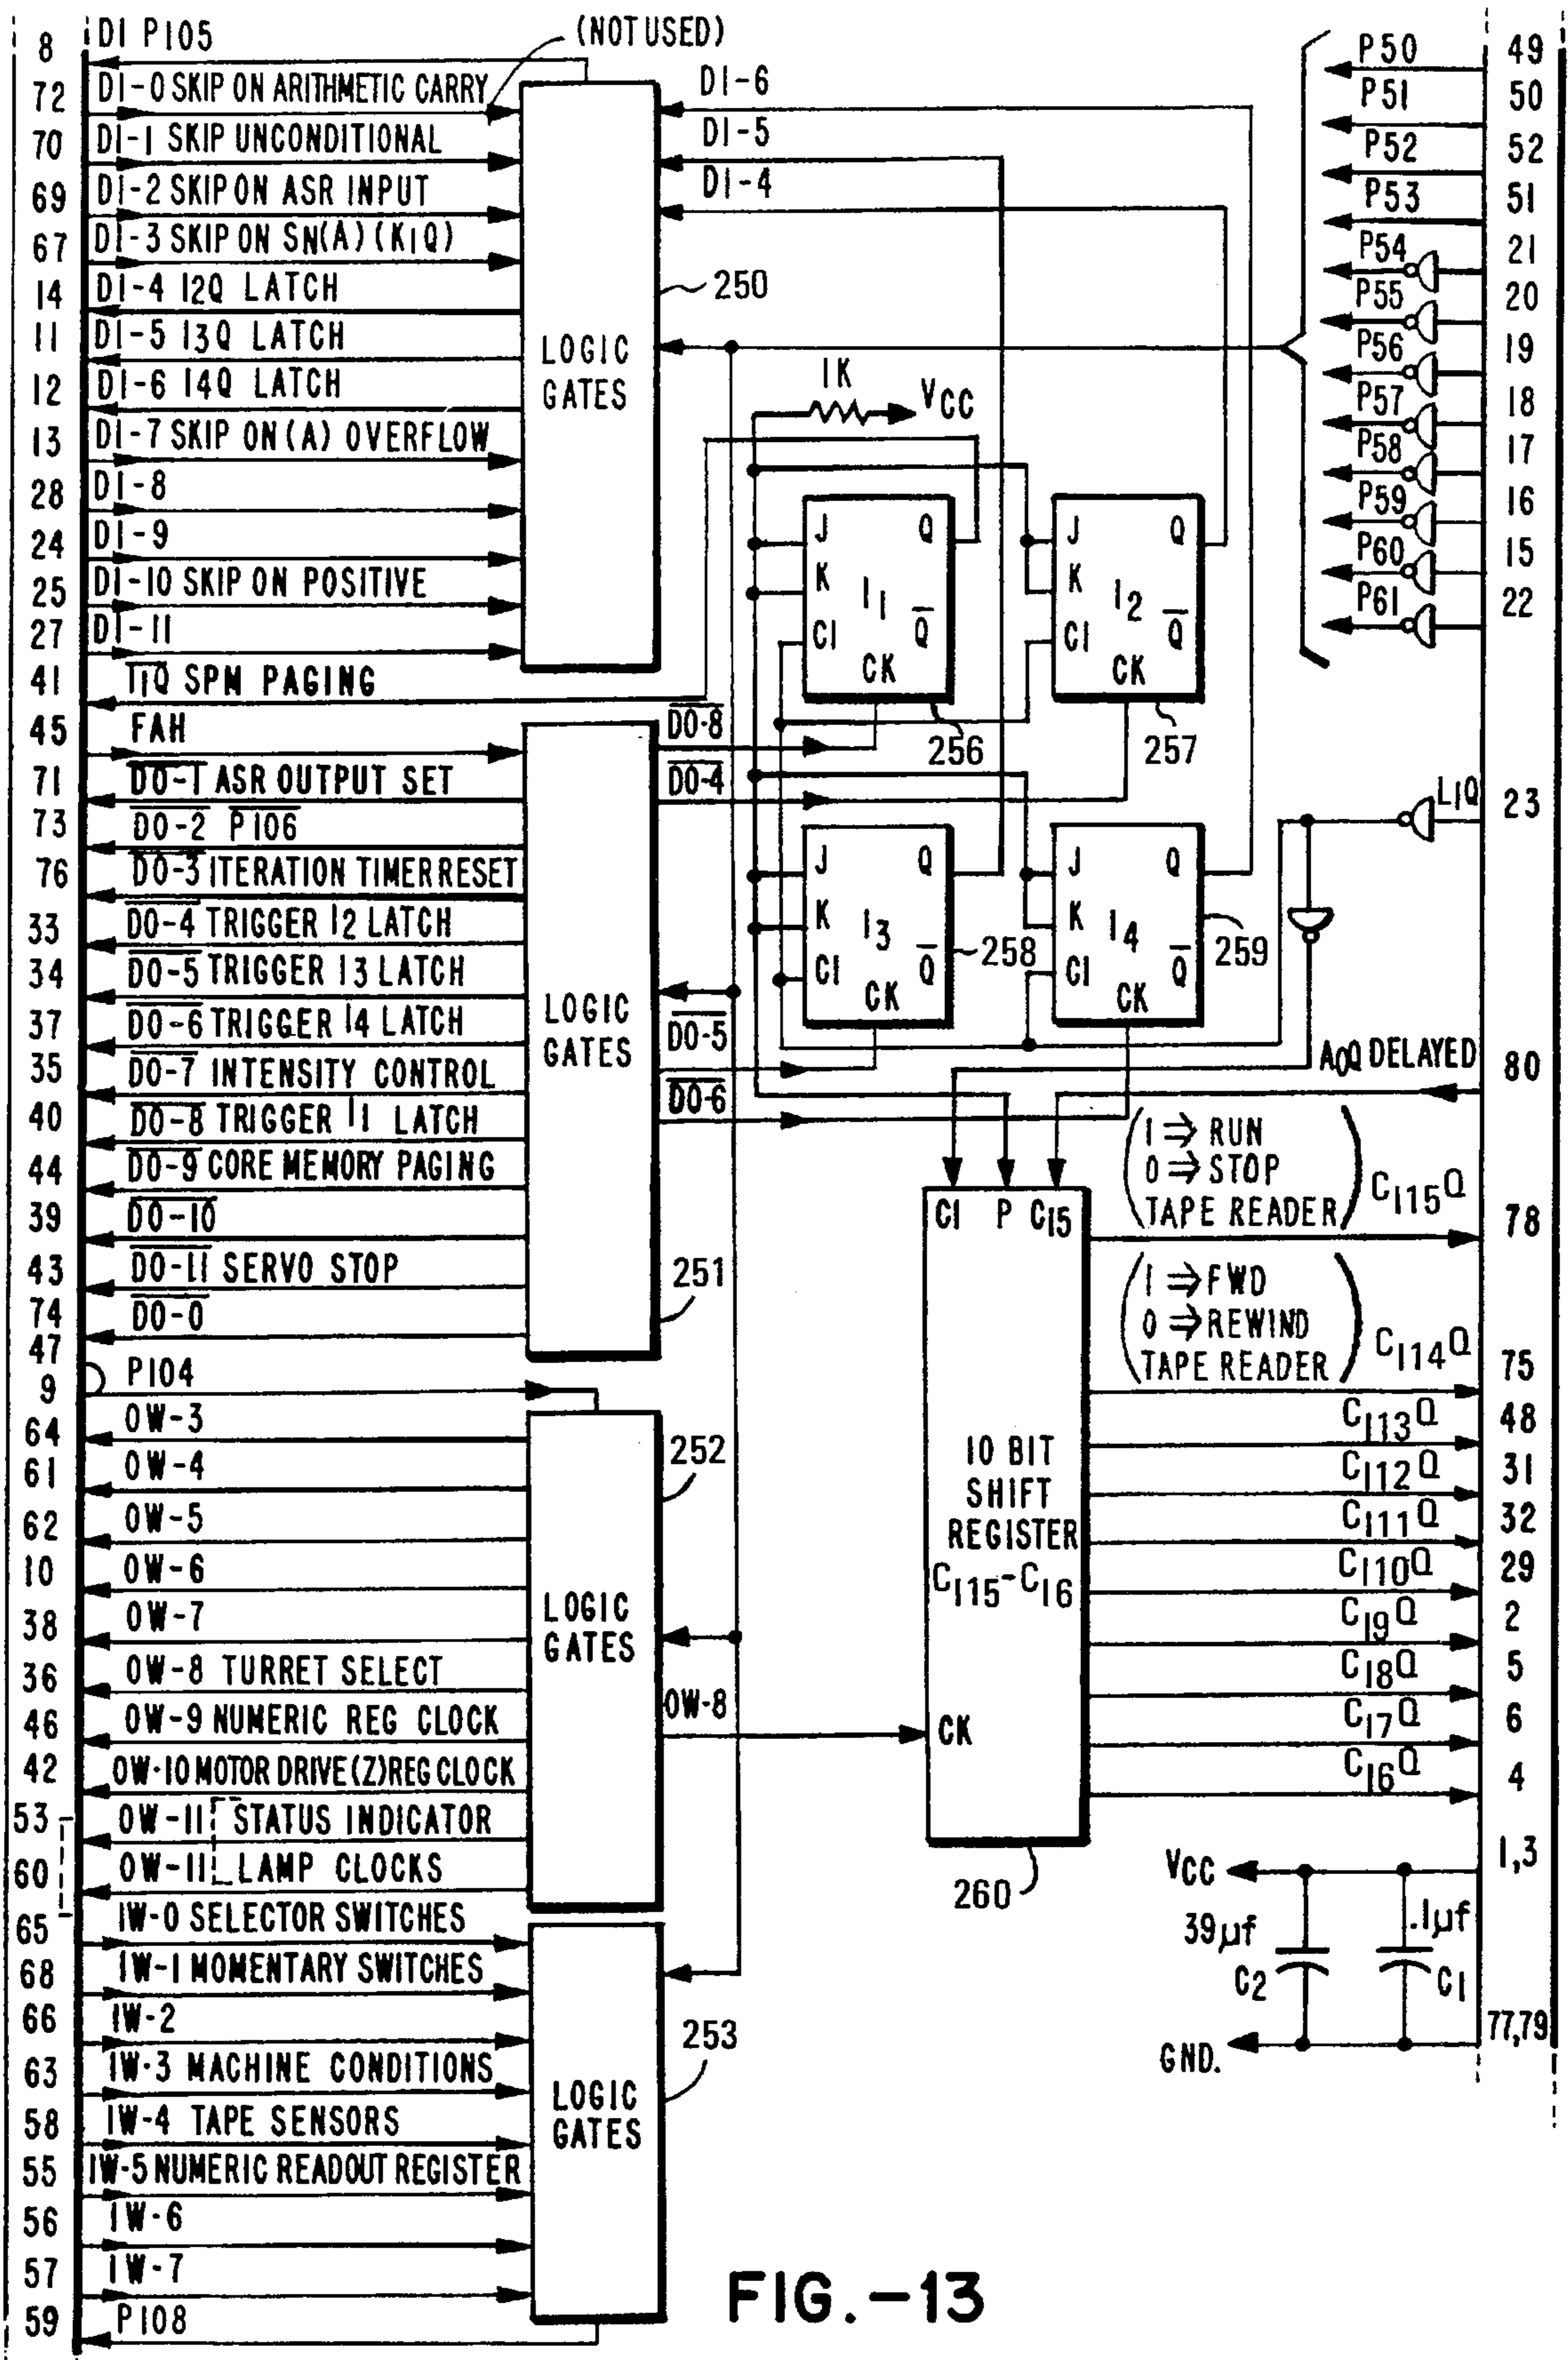 8 DI P105
(NOT USED)
72 DI-0 SKIP ON ARITHMETIC CARRY
70 DI-1 SKIP UNCONDITIONAL
69 DI-2 SKIP ON ASR INPUT
67 DI-3 SKIP ON SN(A)(K1Q)
14 DI-4 I2Q LATCH
11 DI-5 I3Q LATCH
12 DI-6 I4Q LATCH
13 DI-7 SKIP ON (A) OVERFLOW
28 DI-8
24 DI-9
25 DI-10 SKIP ON POSITIVE
27 DI-11
41 I1Q SPM PAGING
45 FAH
71 DO-1 ASR OUTPUT SET
73 DO-2 P106
76 DO-3 ITERATION TIMER RESET
33 DO-4 TRIGGER I2 LATCH
34 DO-5 TRIGGER I3 LATCH
37 DO-6 TRIGGER I4 LATCH
35 DO-7 INTENSITY CONTROL
40 DO-8 TRIGGER I1 LATCH
44 DO-9 CORE MEMORY PAGING
39 DO-10
43 DO-11 SERVO STOP
74 DO-0
47
9 P104
64 OW-3
61 OW-4
62 OW-5
10 OW-6
38 OW-7
36 OW-8 TURRET SELECT
46 OW-9 NUMERIC REG CLOCK
42 OW-10 MOTOR DRIVE (Z) REG CLOCK
53 OW-11 STATUS INDICATOR
60 OW-11 LAMP CLOCKS
65 IW-0 SELECTOR SWITCHES
68 IW-1 MOMENTARY SWITCHES
66 IW-2
63 IW-3 MACHINE CONDITIONS
58 IW-4 TAPE SENSORS
55 IW-5 NUMERIC READOUT REGISTER
56 IW-6
57 IW-7
59 P108
LOGIC
GATES
250
DI-6
DI-5
DI-4
LOGIC
GATES
251
DO-8
DO-4
DO-5
DO-6
LOGIC
GATES
252
OW-8
LOGIC
GATES
253
1K
VCC
J Q
K I1 Q
CI
CK
256
J Q
K I2 Q
CI
CK
257
J Q
K I3 Q
CI
CK
258
J Q
K I4 Q
CI
CK
259
P50 49
P51 50
P52 52
P53 51
P54 21
P55 20
P56 19
P57 18
P58 17
P59 16
P60 15
P61 22
L1Q 23
A0Q DELAYED 80
CI P CI5
10 BIT
SHIFT
REGISTER
CI15-CI6
CK
260
(1 ⇒ RUN
0 ⇒ STOP
TAPE READER) CI15Q 78
(1 ⇒ FWD
0 ⇒ REWIND
TAPE READER) CI14Q 75
CI13Q 48
CI12Q 31
CI11Q 32
CI10Q 29
CI9Q 2
CI8Q 5
CI7Q 6
CI6Q 4
VCC 1,3
39µf .1µf
C2 C1
GND. 77,79
FIG.-13